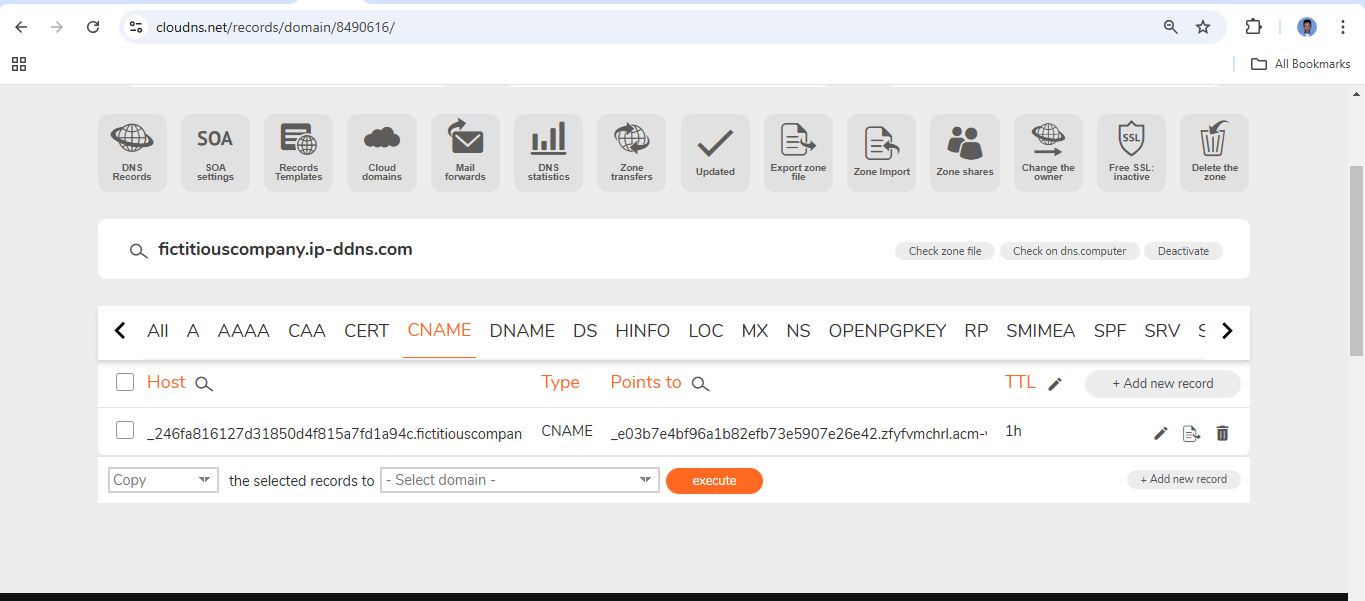 cloudns.net/records/domain/8490616/
All Bookmarks
DNS Records
SOA SOA settings
Records Templates
Cloud domains
Mail forwards
DNS statistics
Zone transfers
Updated
Export zone file
Zone Import
Zone shares
Change the owner
SSL Free SSL: inactive
Delete the zone
fictitiouscompany.ip-ddns.com Check zone file Check on dns.computer Deactivate
All A AAAA CAA CERT CNAME DNAME DS HINFO LOC MX NS OPENPGPKEY RP SMIMEA SPF SRV S
Host Type Points to TTL + Add new record
_246fa816127d31850d4f815a7fd1a94c.fictitiouscompan CNAME _e03b7e4bf96a1b82efb73e5907e26e42.zfyfvmchrl.acm-v 1h
Copy the selected records to - Select domain - execute + Add new record